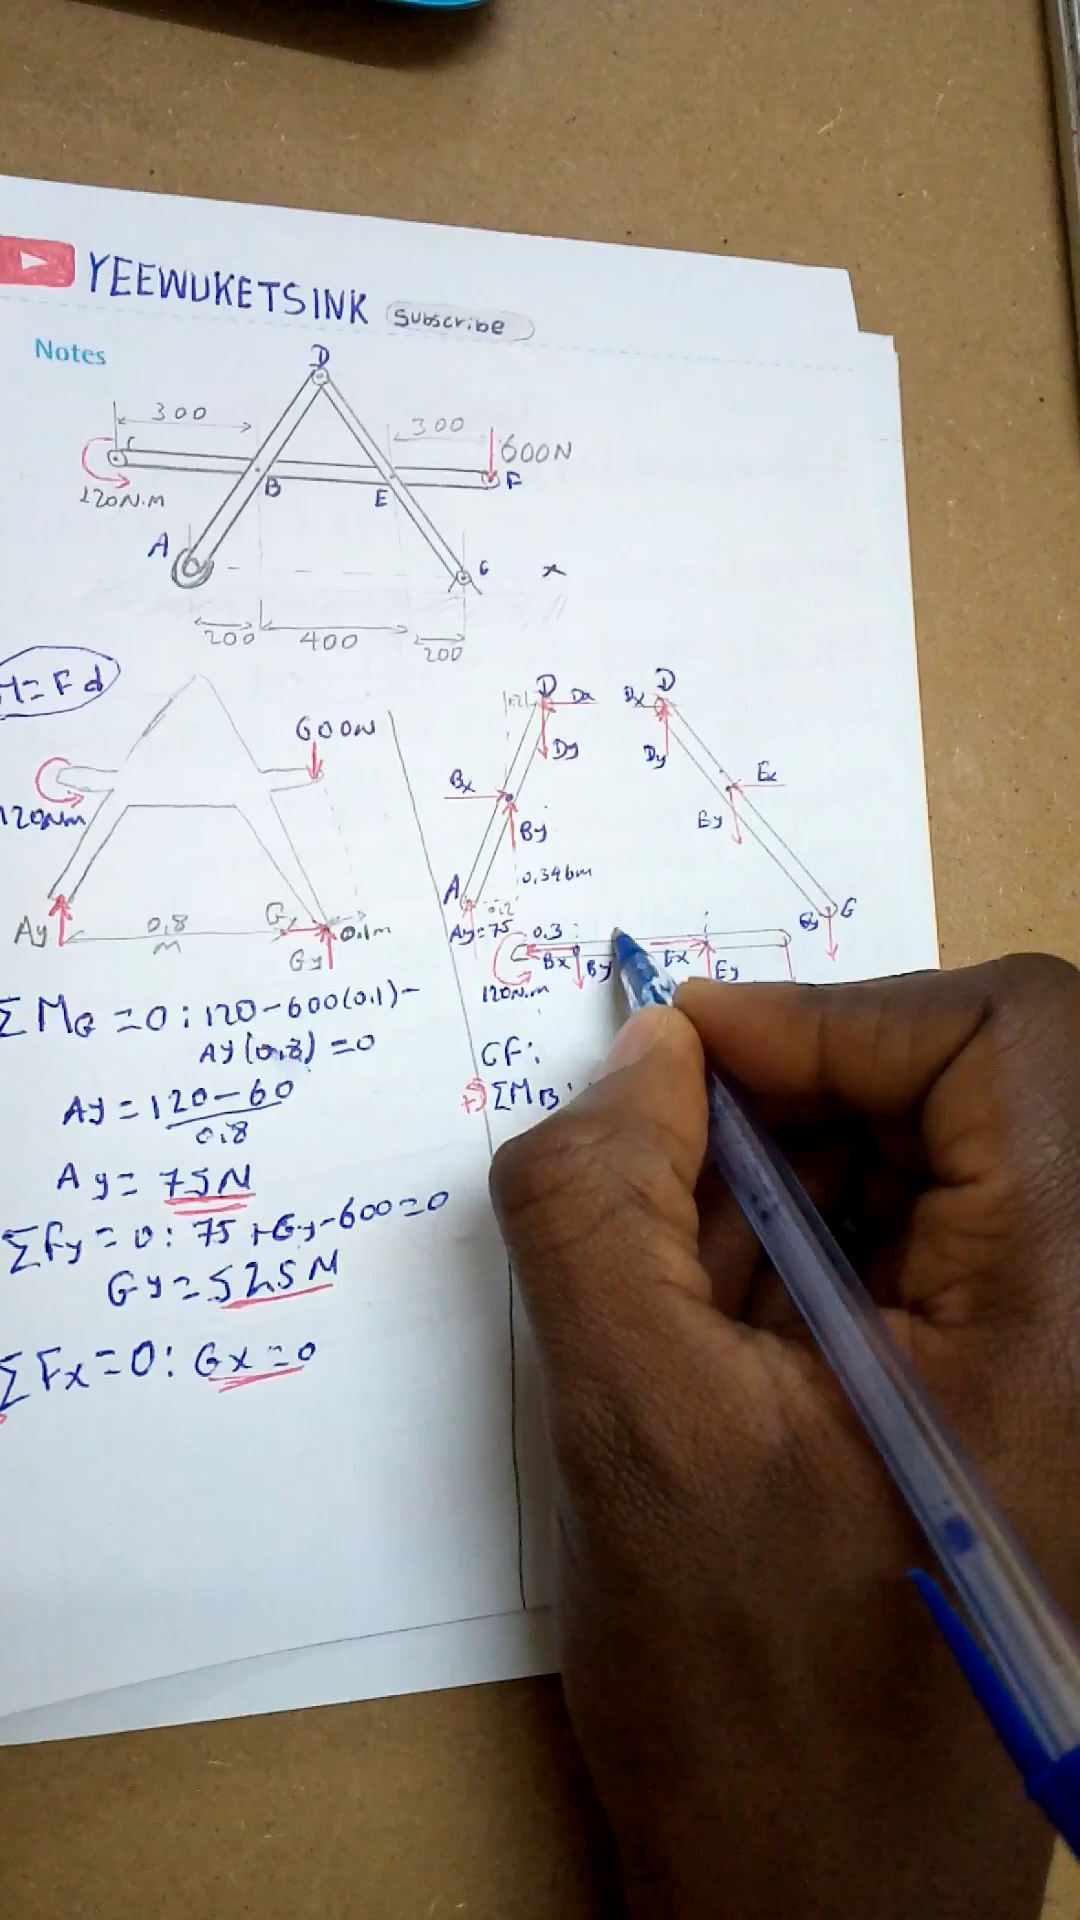 YEEWUKETSINK
Subscribe
Notes
D
300
300
600N
C
F
120N.M
B
E
A
G
x
200
400
200
M=Fd
600N
120Nm
Ay
0,8
m
Gx
0.1m
Gy
ΣMG=0: 120-600(0.1)-
Ay(0.8)=0
Ay=120-60
0.8
Ay= 75N
ΣFy=0: 75+Gy-600=0
Gy=525N
ΣFx=0: Gx=0
D
Dx
Dy
Bx
By
0,346m
A
0.2
Ay=75
D
Dx
Dy
Ex
Ey
G
Gy
0.3
Bx
By
Ex
Ey
120N.m
CF:
+ ΣMB: